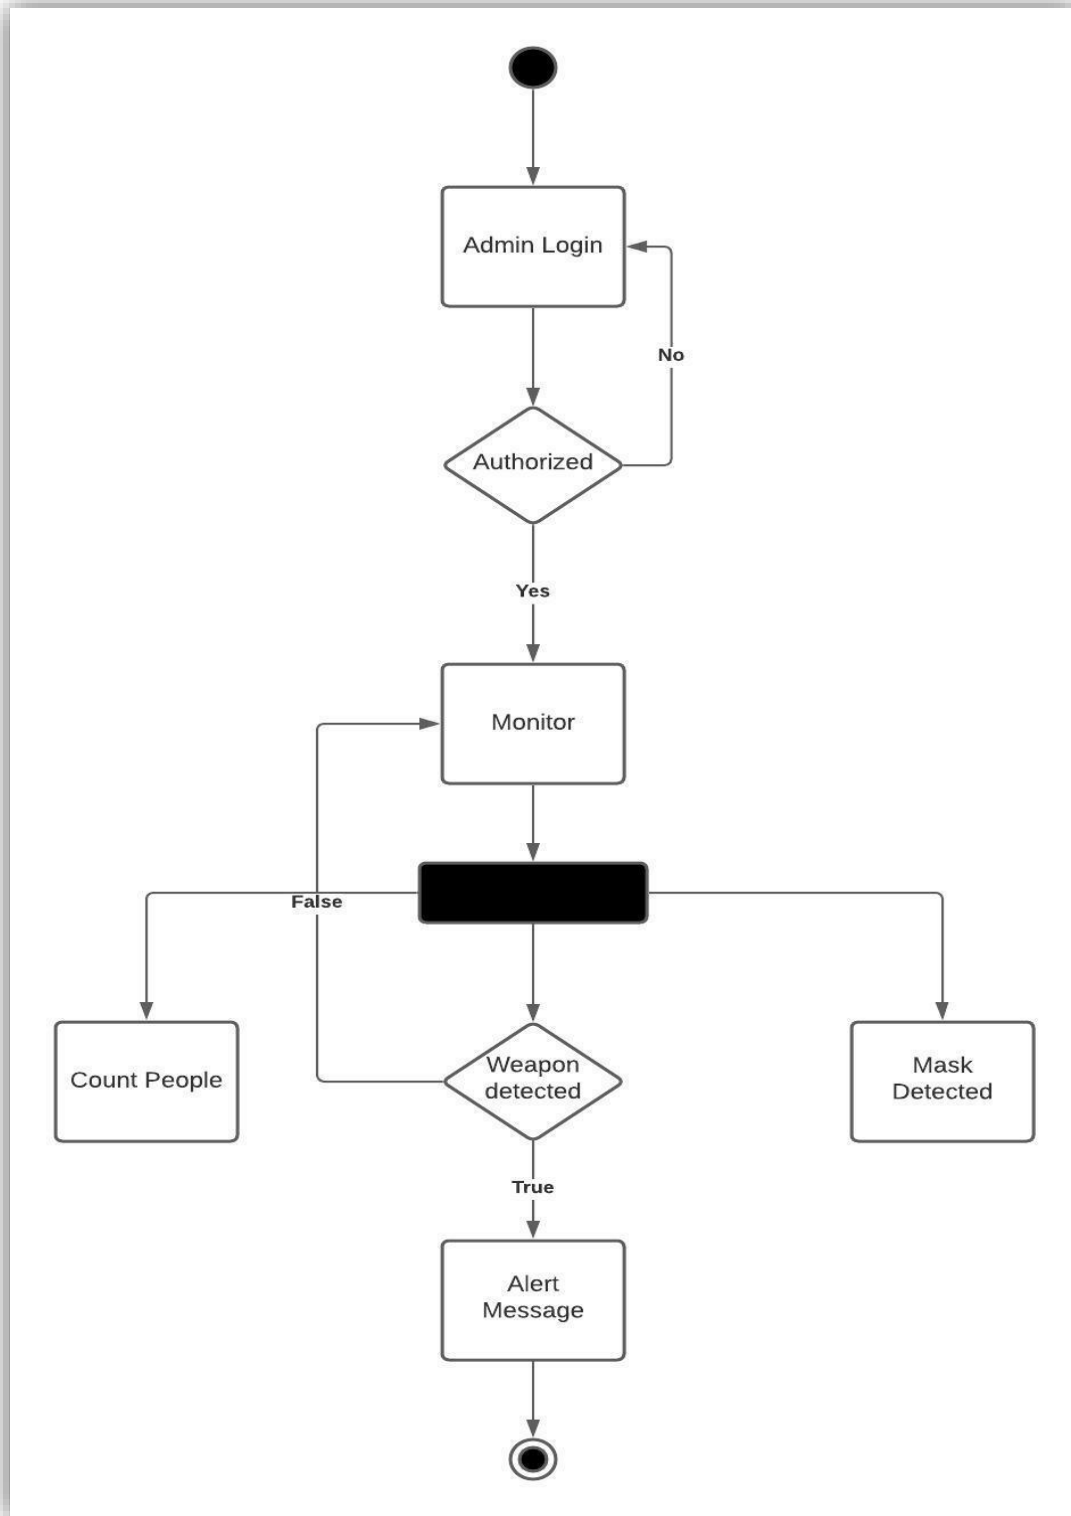 Admin Login
No
Authorized
Yes
Monitor
False
Count People
Weapon
detected
Mask
Detected
True
Alert
Message